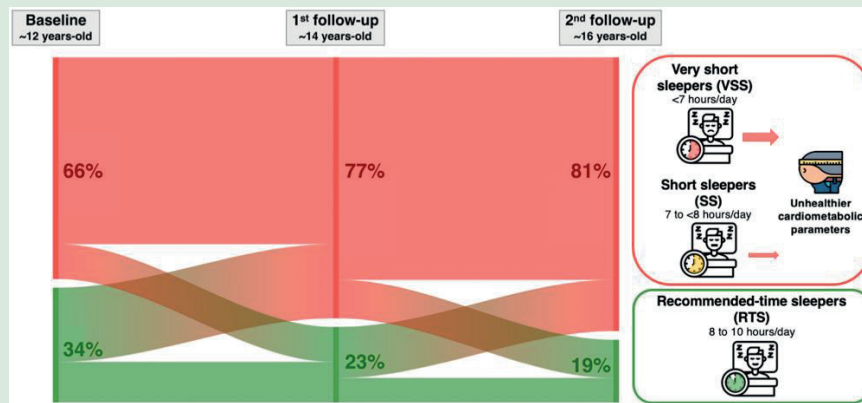 Baseline
~12 years-old
1st follow-up
~14 years-old
2nd follow-up
~16 years-old
66%
77%
81%
34%
23%
19%
Very short
sleepers (VSS)
<7 hours/day
Z
Z
Z
Z
Short sleepers
(SS)
7 to <8 hours/day
Z
Z
Z
Z
Unhealthier
cardiometabolic
parameters
Recommended-time sleepers
(RTS)
8 to 10 hours/day
Z
Z
Z
Z